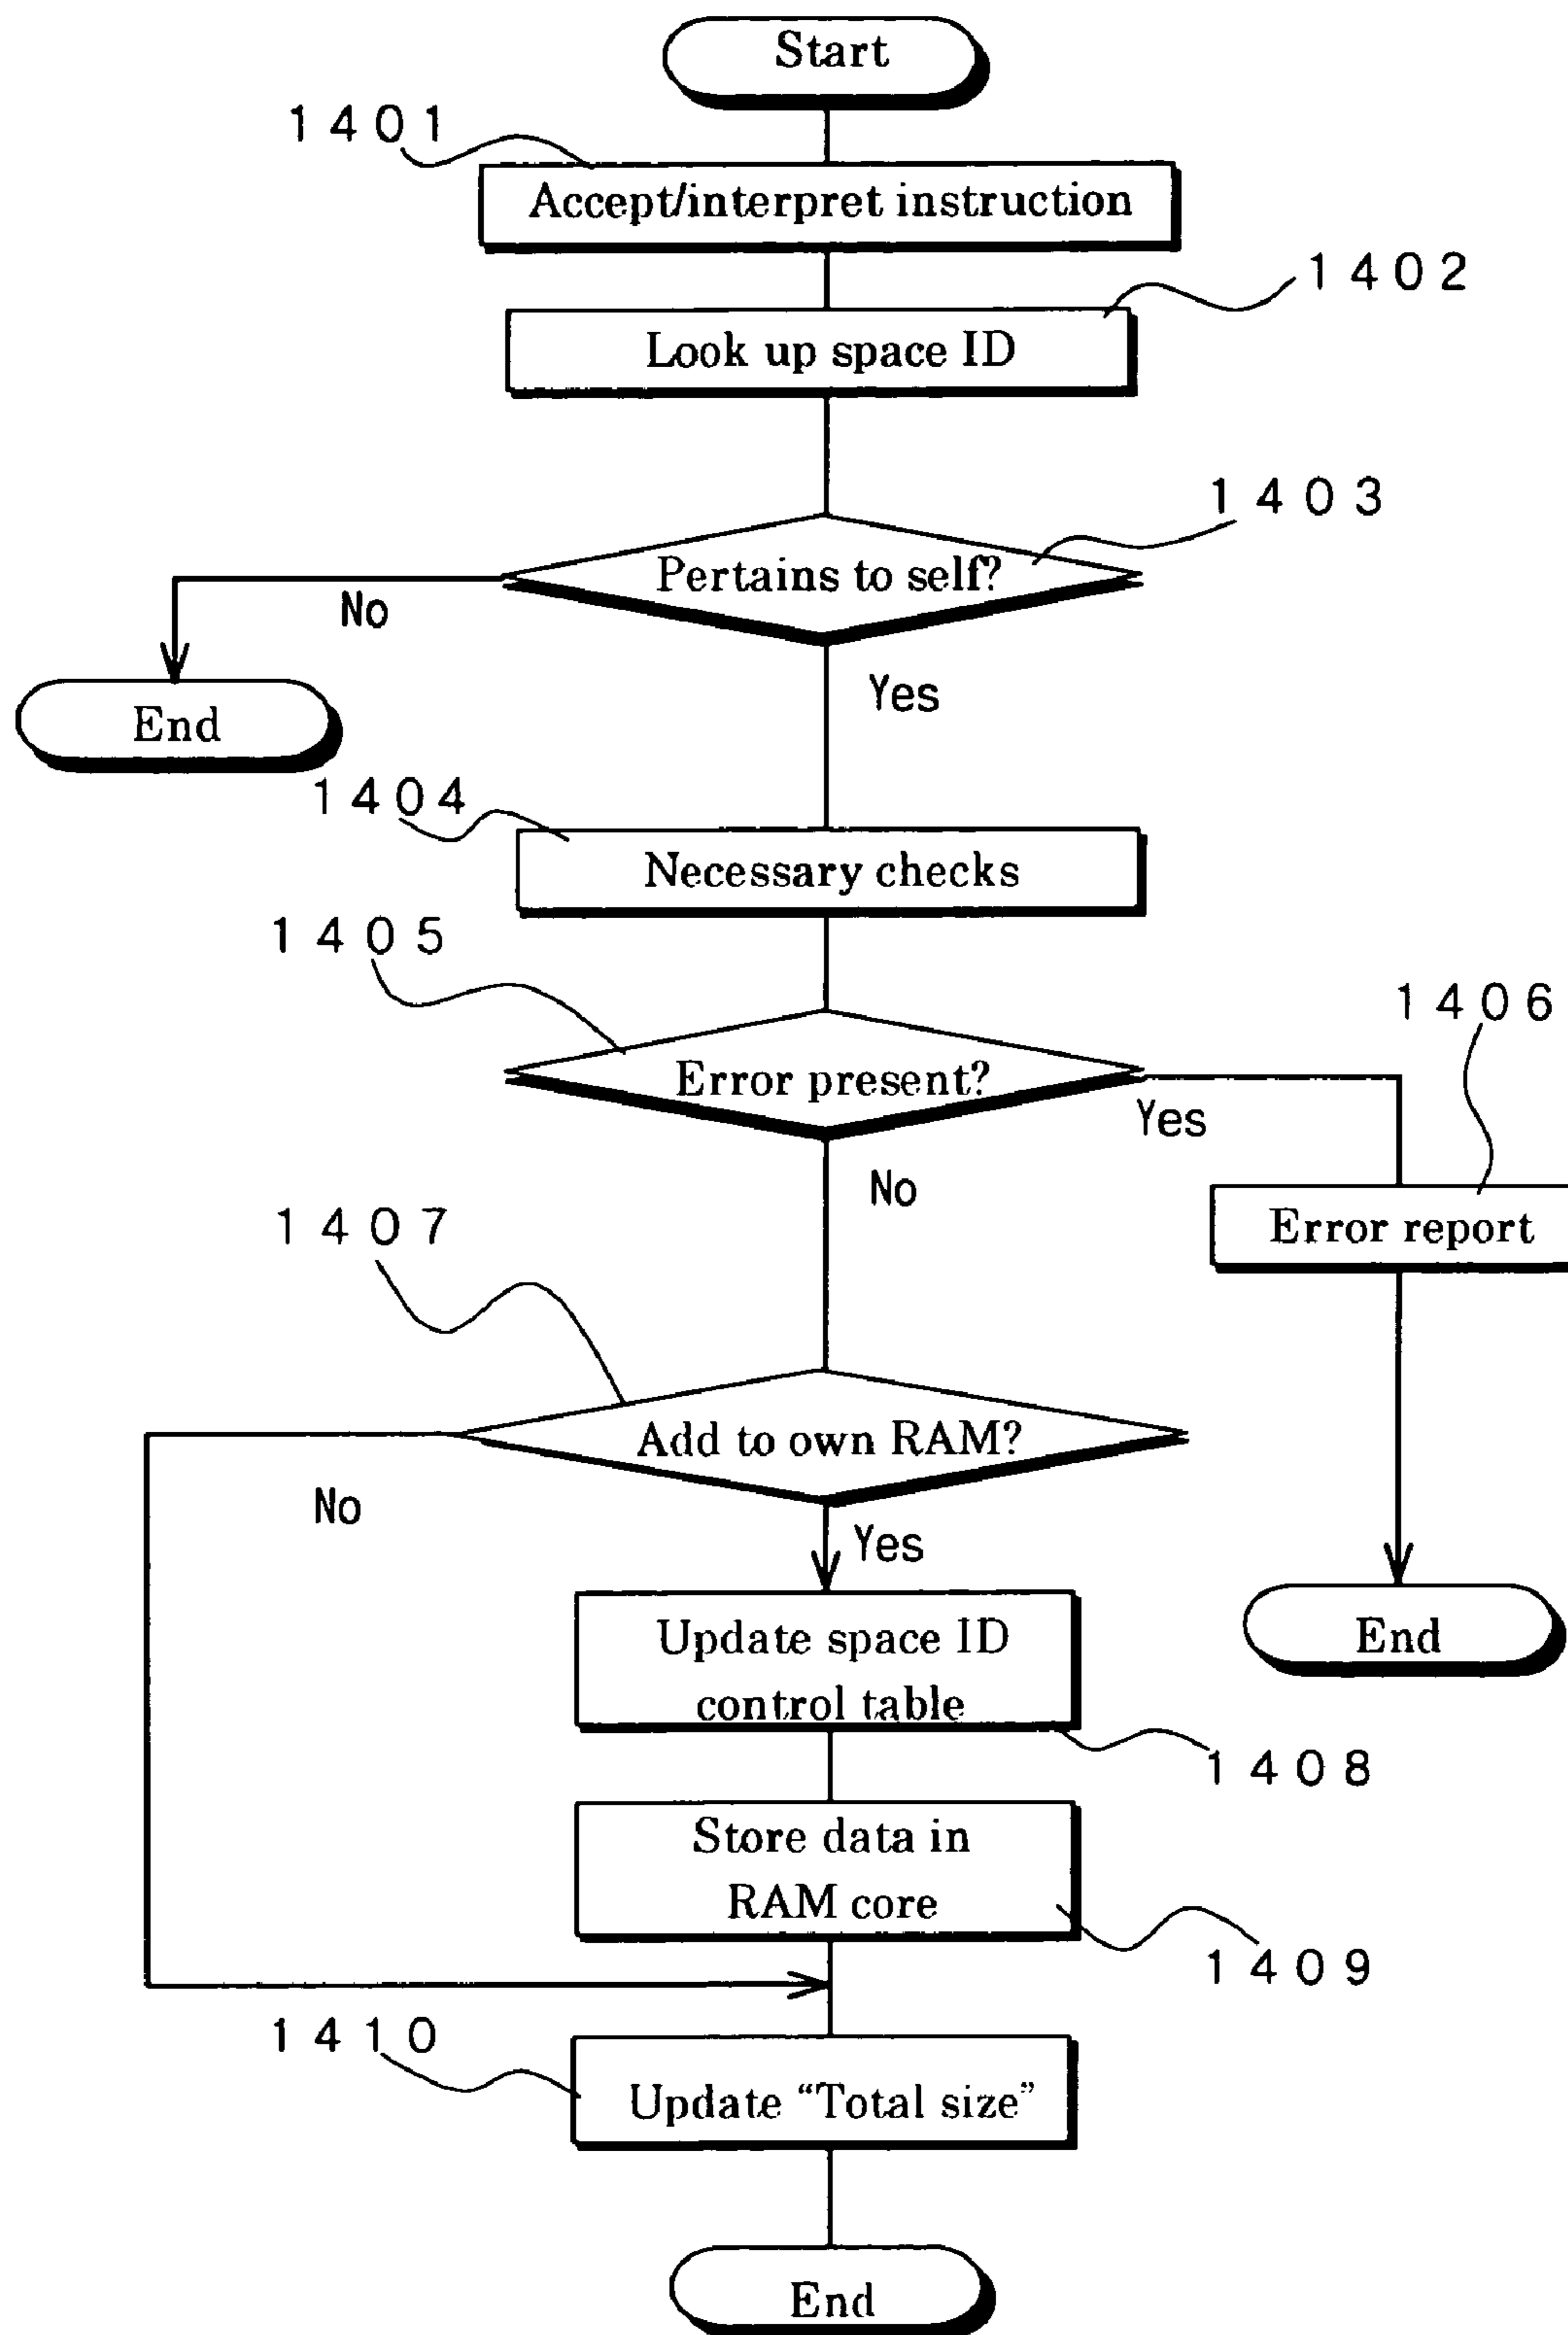 Start
1401
Accept/interpret instruction
1402
Look up space ID
1403
Pertains to self?
No
Yes
End
1404
Necessary checks
1405
1406
Error present?
Yes
No
Error report
1407
Add to own RAM?
No
Yes
Update space ID
control table
End
1408
Store data in
RAM core
1409
1410
Update “Total size”
End